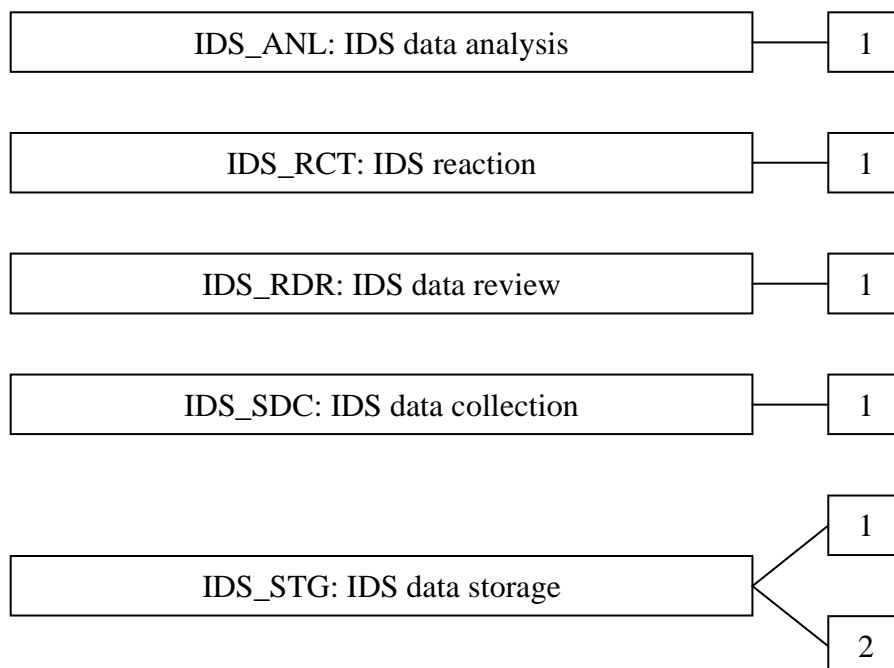 IDS_ANL: IDS data analysis 1
IDS_RCT: IDS reaction 1
IDS_RDR: IDS data review 1
IDS_SDC: IDS data collection 1
1
IDS_STG: IDS data storage
2